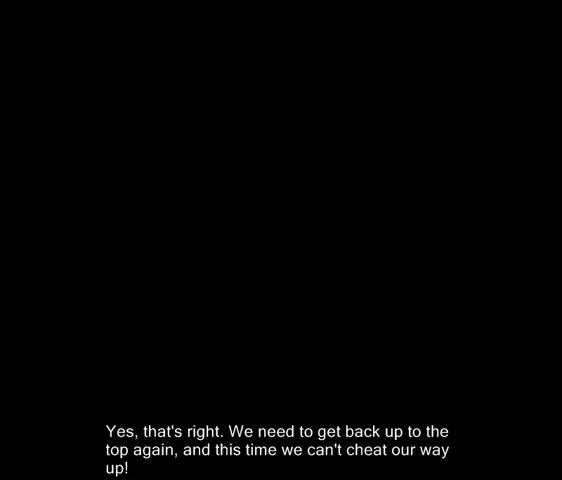 Yes, that's right. We need to get back up to the
top again, and this time we can't cheat our way
up!